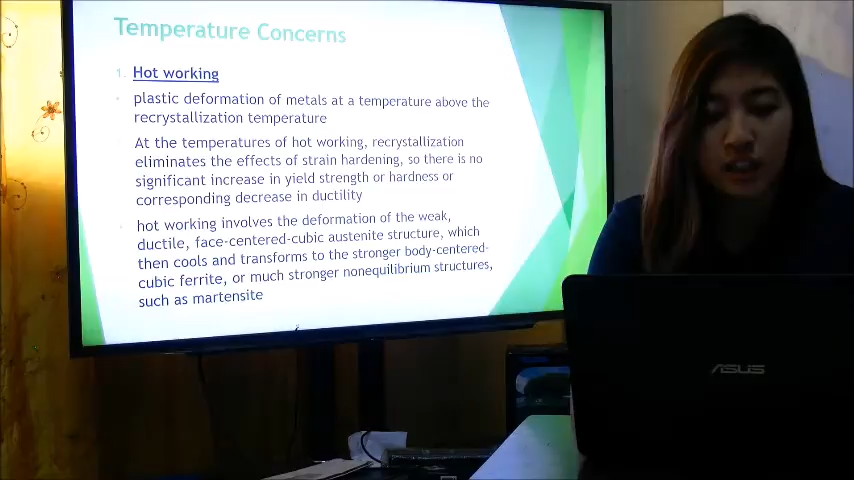 Temperature Concerns
1. Hot working
plastic deformation of metals at a temperature above the
recrystallization temperature
At the temperatures of hot working, recrystallization
eliminates the effects of strain hardening, so there is no
significant increase in yield strength or hardness or
corresponding decrease in ductility
hot working involves the deformation of the weak,
ductile, face-centered-cubic austenite structure, which
then cools and transforms to the stronger body-centered-
cubic ferrite, or much stronger nonequilibrium structures,
such as martensite
ASUS